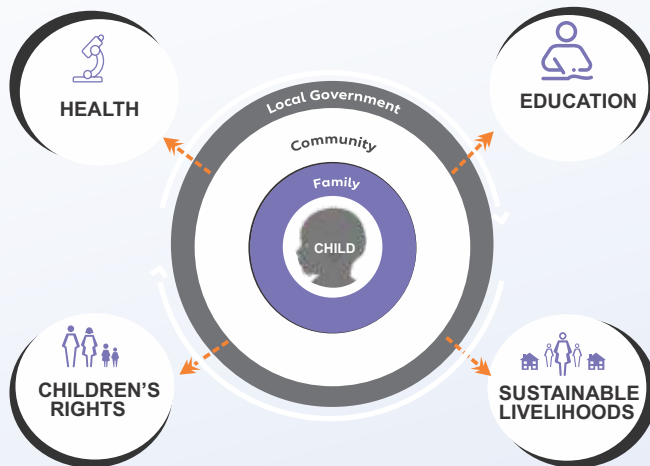 HEALTH
EDUCATION
Local Government
Community
Family
CHILD
CHILDREN'S
RIGHTS
SUSTAINABLE
LIVELIHOODS